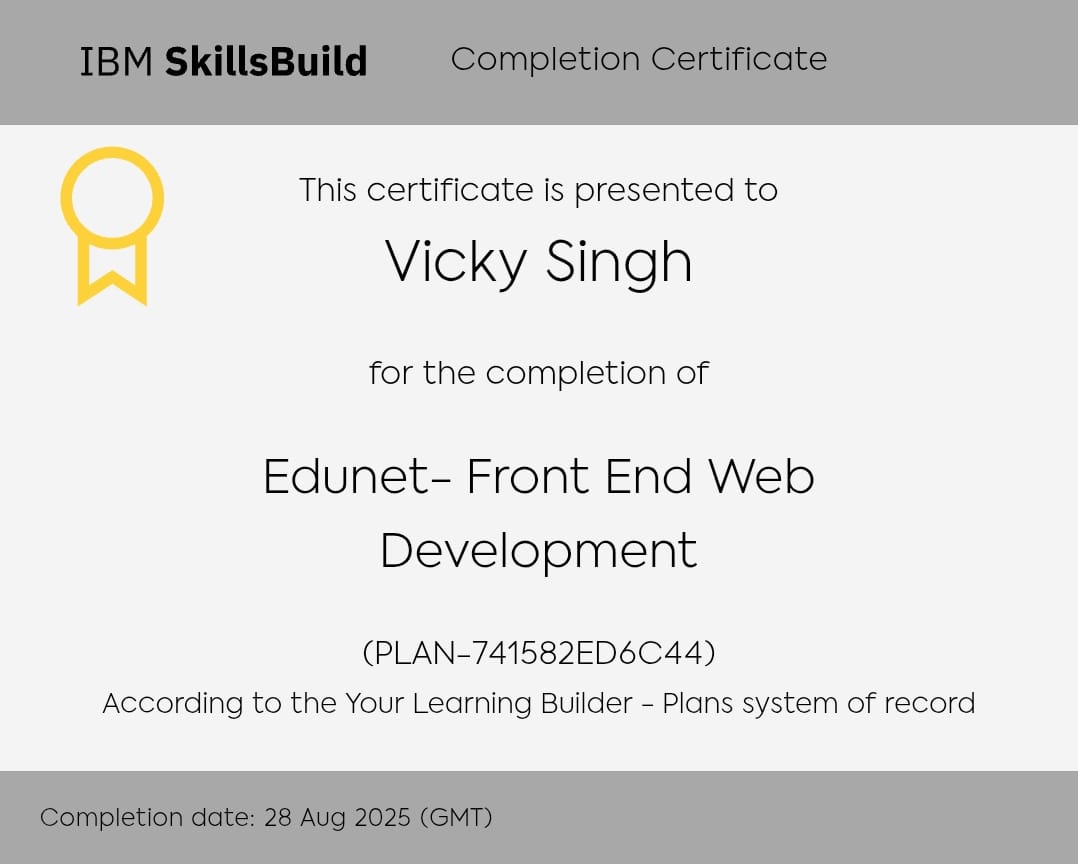 IBM SkillsBuild Completion Certificate
This certificate is presented to
Vicky Singh
for the completion of
Edunet- Front End Web
Development
(PLAN-741582ED6C44)
According to the Your Learning Builder - Plans system of record
Completion date: 28 Aug 2025 (GMT)